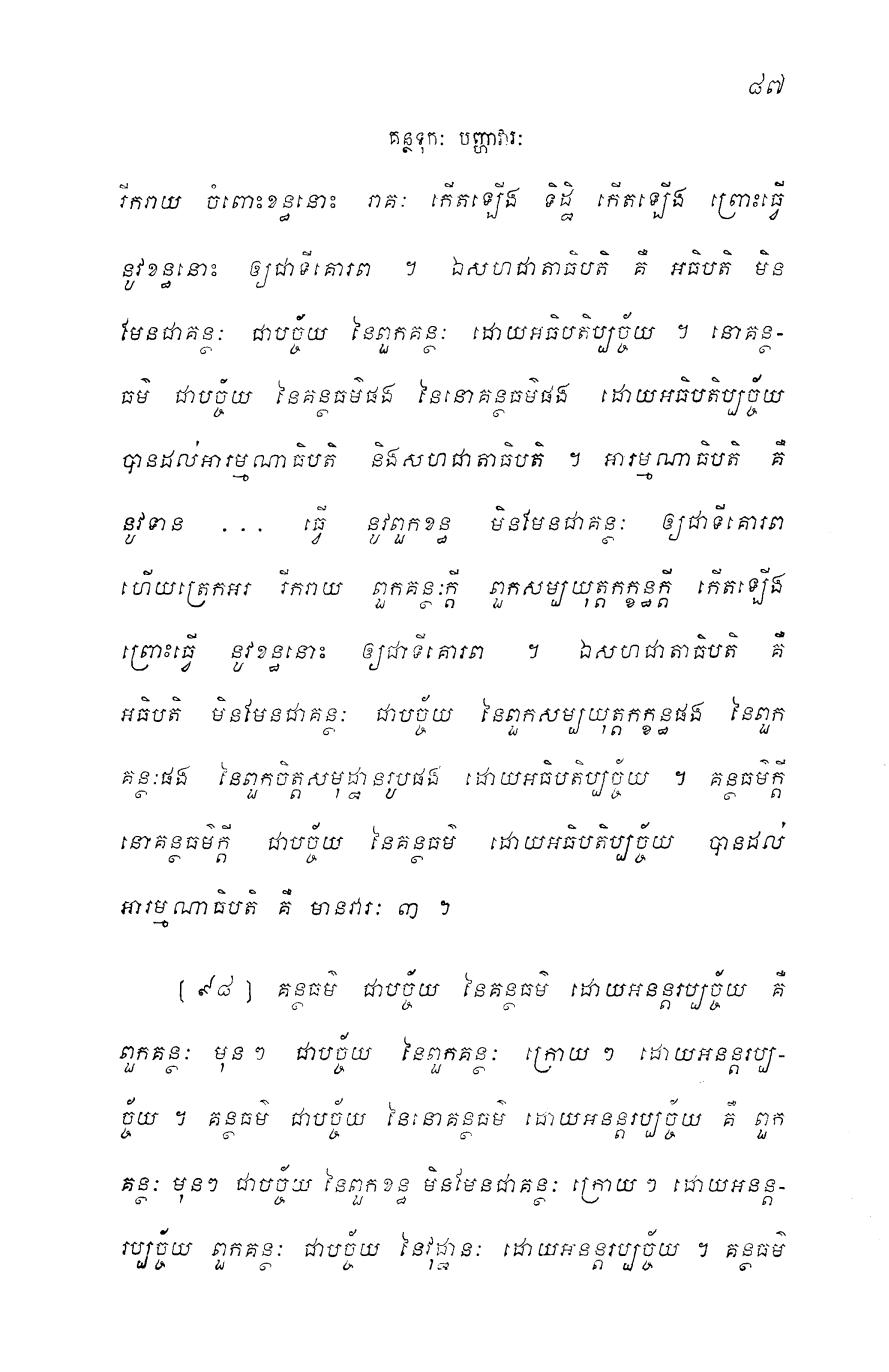 ៨៧
គន្ថទុកៈ បញ្ហាវារៈ
រីករាយ ចំពោះខន្ធនោះ រាគៈ កើតឡើង ទិដ្ឋិ កើតឡើង ព្រោះធ្វើ
នូវខន្ធនោះ ឲ្យជាទីគោរព ។ ឯសហជាតាធិបតិ គឺ អធិបតិ មិន
មែនជាគន្ថៈ ជាបច្ច័យ នៃពួកគន្ថៈ ដោយអធិបតិប្បច្ច័យ ។ នោគន្ថ-
ធម៌ ជាបច្ច័យ នៃគន្ថធម៌ផង នៃនោគន្ថធម៌ផង ដោយអធិបតិប្បច្ច័យ
បានដល់អារម្មណាធិបតិ និងសហជាតាធិបតិ ។ អារម្មណាធិបតិ គឺ
នូវទាន ... ធ្វើ នូវពួកខន្ធ មិនមែនជាគន្ថៈ ឲ្យជាទីគោរព
ហើយត្រេកអរ រីករាយ ពួកគន្ថៈក្តី ពួកសម្បយុត្តកក្ខន្ធក្តី កើតឡើង
ព្រោះធ្វើ នូវខន្ធនោះ ឲ្យជាទីគោរព ។ ឯសហជាតាធិបតិ គឺ
អធិបតិ មិនមែនជាគន្ថៈ ជាបច្ច័យ នៃពួកសម្បយុត្តកក្ខន្ធផង នៃពួក
គន្ថៈផង នៃពួកចិត្តសមុដ្ឋានរូបផង ដោយអធិបតិប្បច្ច័យ ។ គន្ថធម៌ក្តី
នោគន្ថធម៌ក្តី ជាបច្ច័យ នៃគន្ថធម៌ ដោយអធិបតិប្បច្ច័យ បានដល់
អារម្មណាធិបតិ គឺ មានវារៈ ៣ ។
[៩៨] គន្ថធម៌ ជាបច្ច័យ នៃគន្ថធម៌ ដោយអនន្តរប្បច្ច័យ គឺ
ពួកគន្ថៈ មុនៗ ជាបច្ច័យ នៃពួកគន្ថៈ ក្រោយៗ ដោយអនន្តរប្ប-
ច្ច័យ ។ គន្ថធម៌ ជាបច្ច័យ នៃនោគន្ថធម៌ ដោយអនន្តរប្បច្ច័យ គឺ ពួក
គន្ថៈ មុនៗ ជាបច្ច័យ នៃពួកខន្ធ មិនមែនជាគន្ថៈ ក្រោយៗ ដោយអនន្ត-
រប្បច្ច័យ ពួកគន្ថៈ ជាបច្ច័យ នៃវុដ្ឋានៈ ដោយអនន្តរប្បច្ច័យ ។ គន្ថធម៌